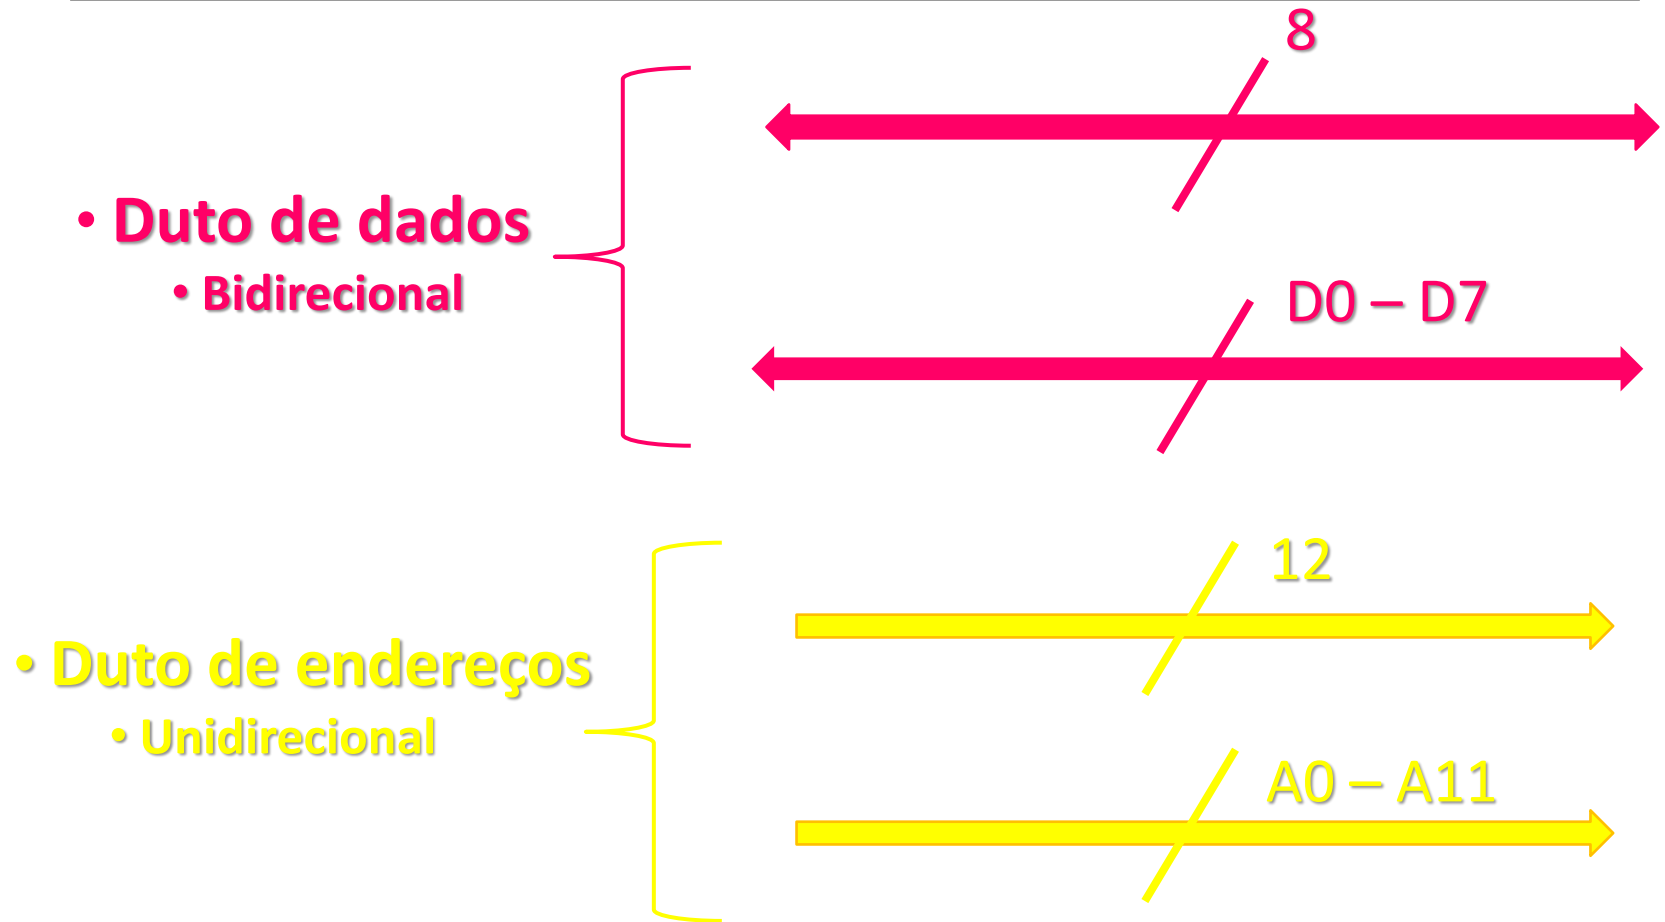 8
• Duto de dados
• Bidirecional
D0 – D7
12
• Duto de endereços
• Unidirecional
A0 – A11